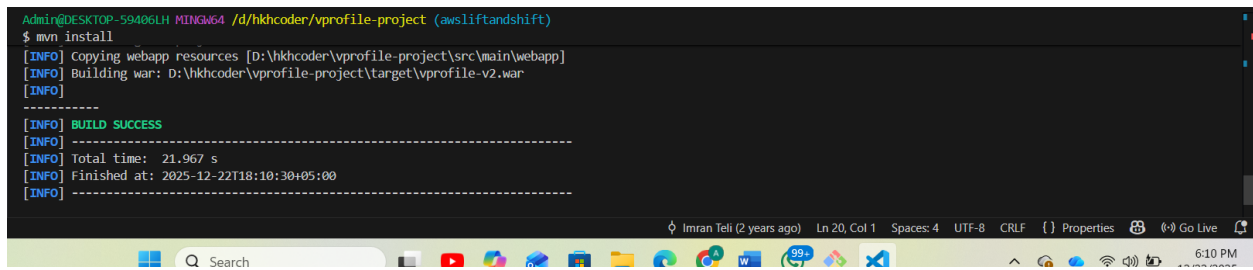 Admin@DESKTOP-59406LH MINGW64 /d/hkhcoder/vprofile-project (awsliftandshift)
$ mvn install
[INFO] Copying webapp resources [D:\hkhcoder\vprofile-project\src\main\webapp]
[INFO] Building war: D:\hkhcoder\vprofile-project\target\vprofile-v2.war
[INFO]
-----------
[INFO] BUILD SUCCESS
[INFO] ------------------------------------------------------------------------
[INFO] Total time:  21.967 s
[INFO] Finished at: 2025-12-22T18:10:30+05:00
[INFO] ------------------------------------------------------------------------
Imran Teli (2 years ago) Ln 20, Col 1 Spaces: 4 UTF-8 CRLF { } Properties Go Live
Search 99+ 6:10 PM